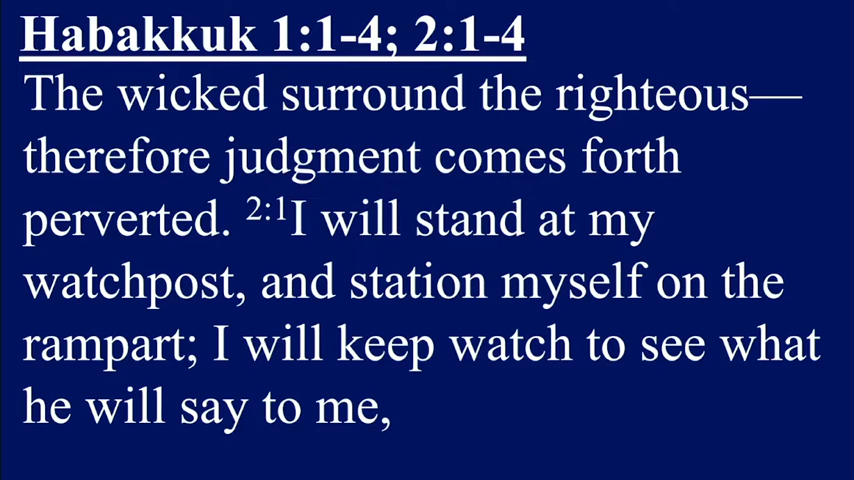 Habakkuk 1:1-4; 2:1-4
The wicked surround the righteous—
therefore judgment comes forth
perverted. 2:1I will stand at my
watchpost, and station myself on the
rampart; I will keep watch to see what
he will say to me,